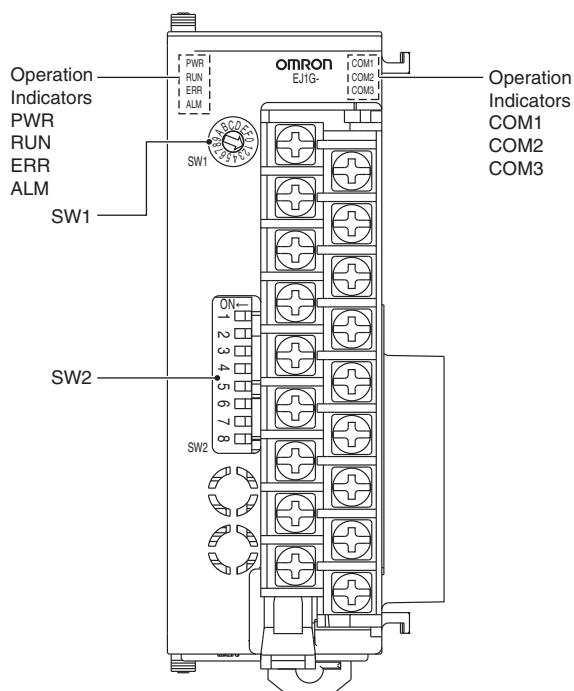 Operation
Indicators
PWR
RUN
ERR
ALM
SW1
SW2
PWR
RUN
ERR
ALM
OMRON
EJ1G-
COM1
COM2
COM3
9ABCDEF012345678
SW1
ON←
1
2
3
4
5
6
7
8
SW2
Operation
Indicators
COM1
COM2
COM3